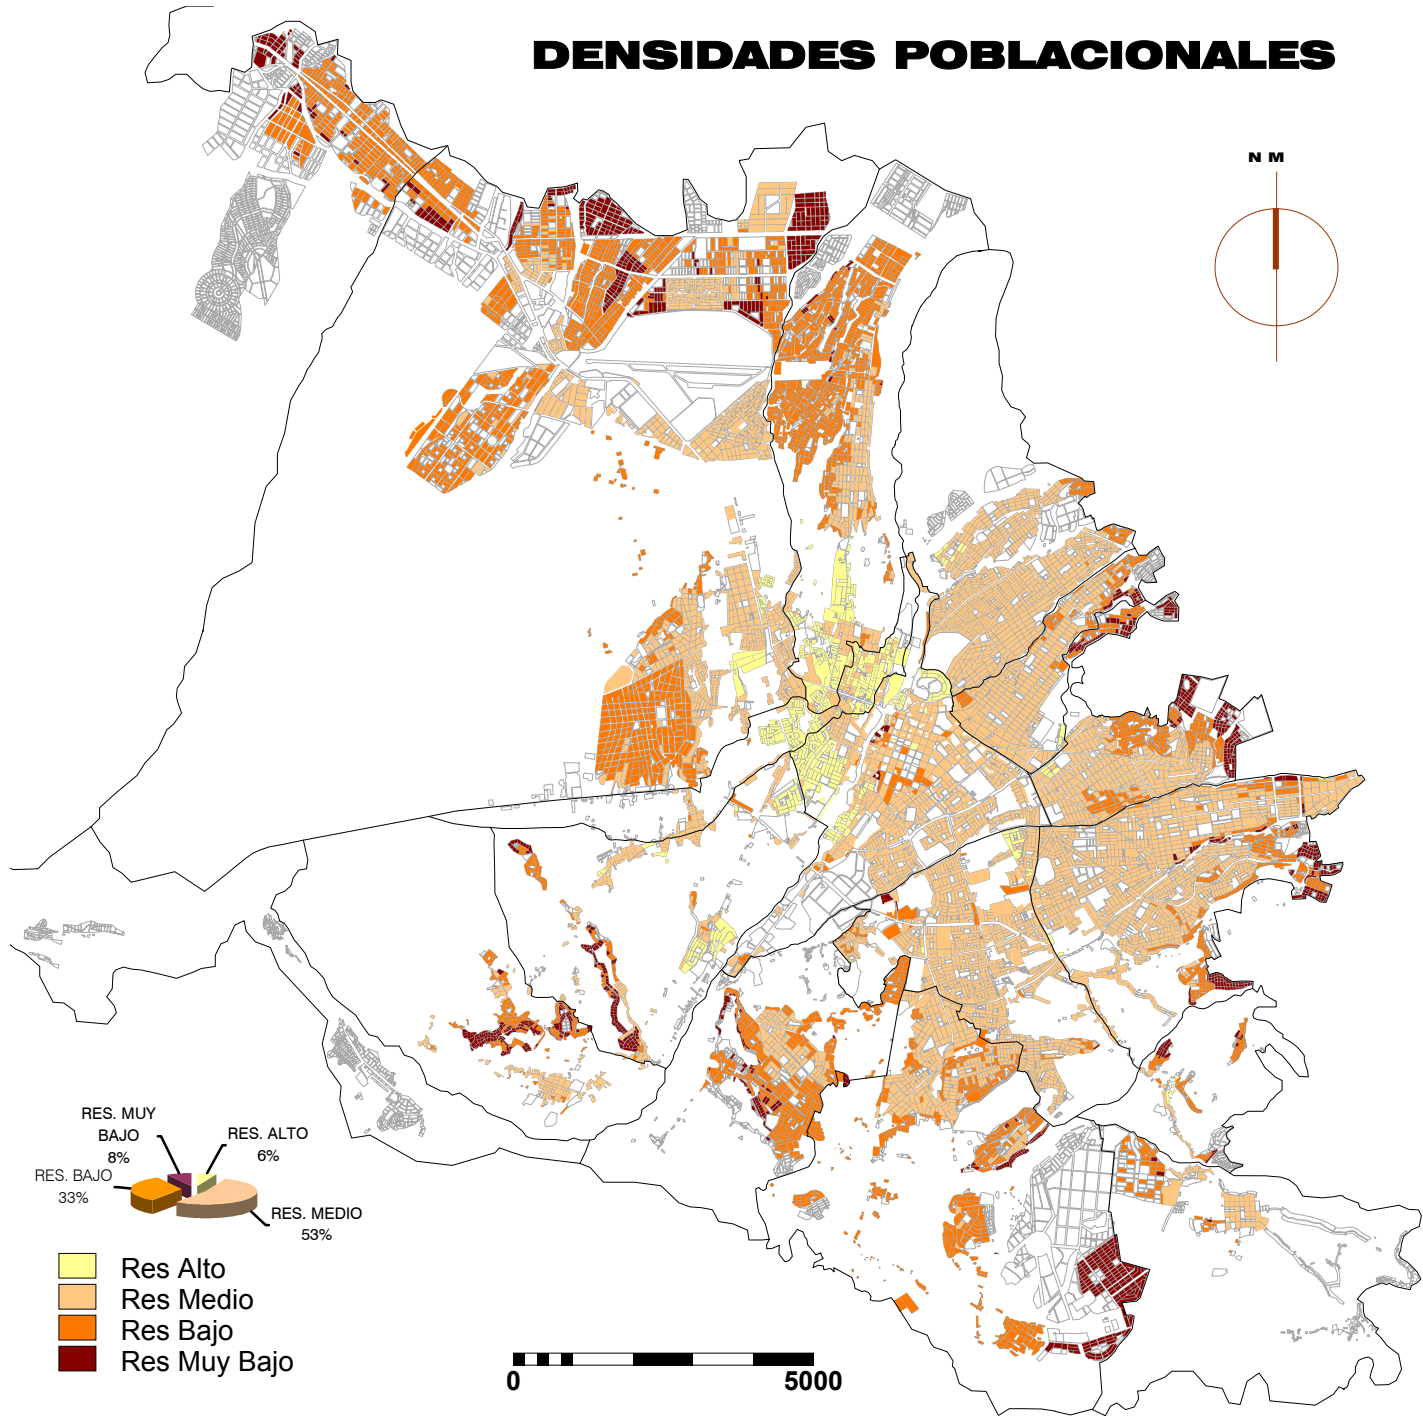 DENSIDADES POBLACIONALES
N M
RES. MUY
BAJO
8%
RES. ALTO
6%
RES. BAJO
33%
RES. MEDIO
53%
Res Alto
Res Medio
Res Bajo
Res Muy Bajo
0 5000